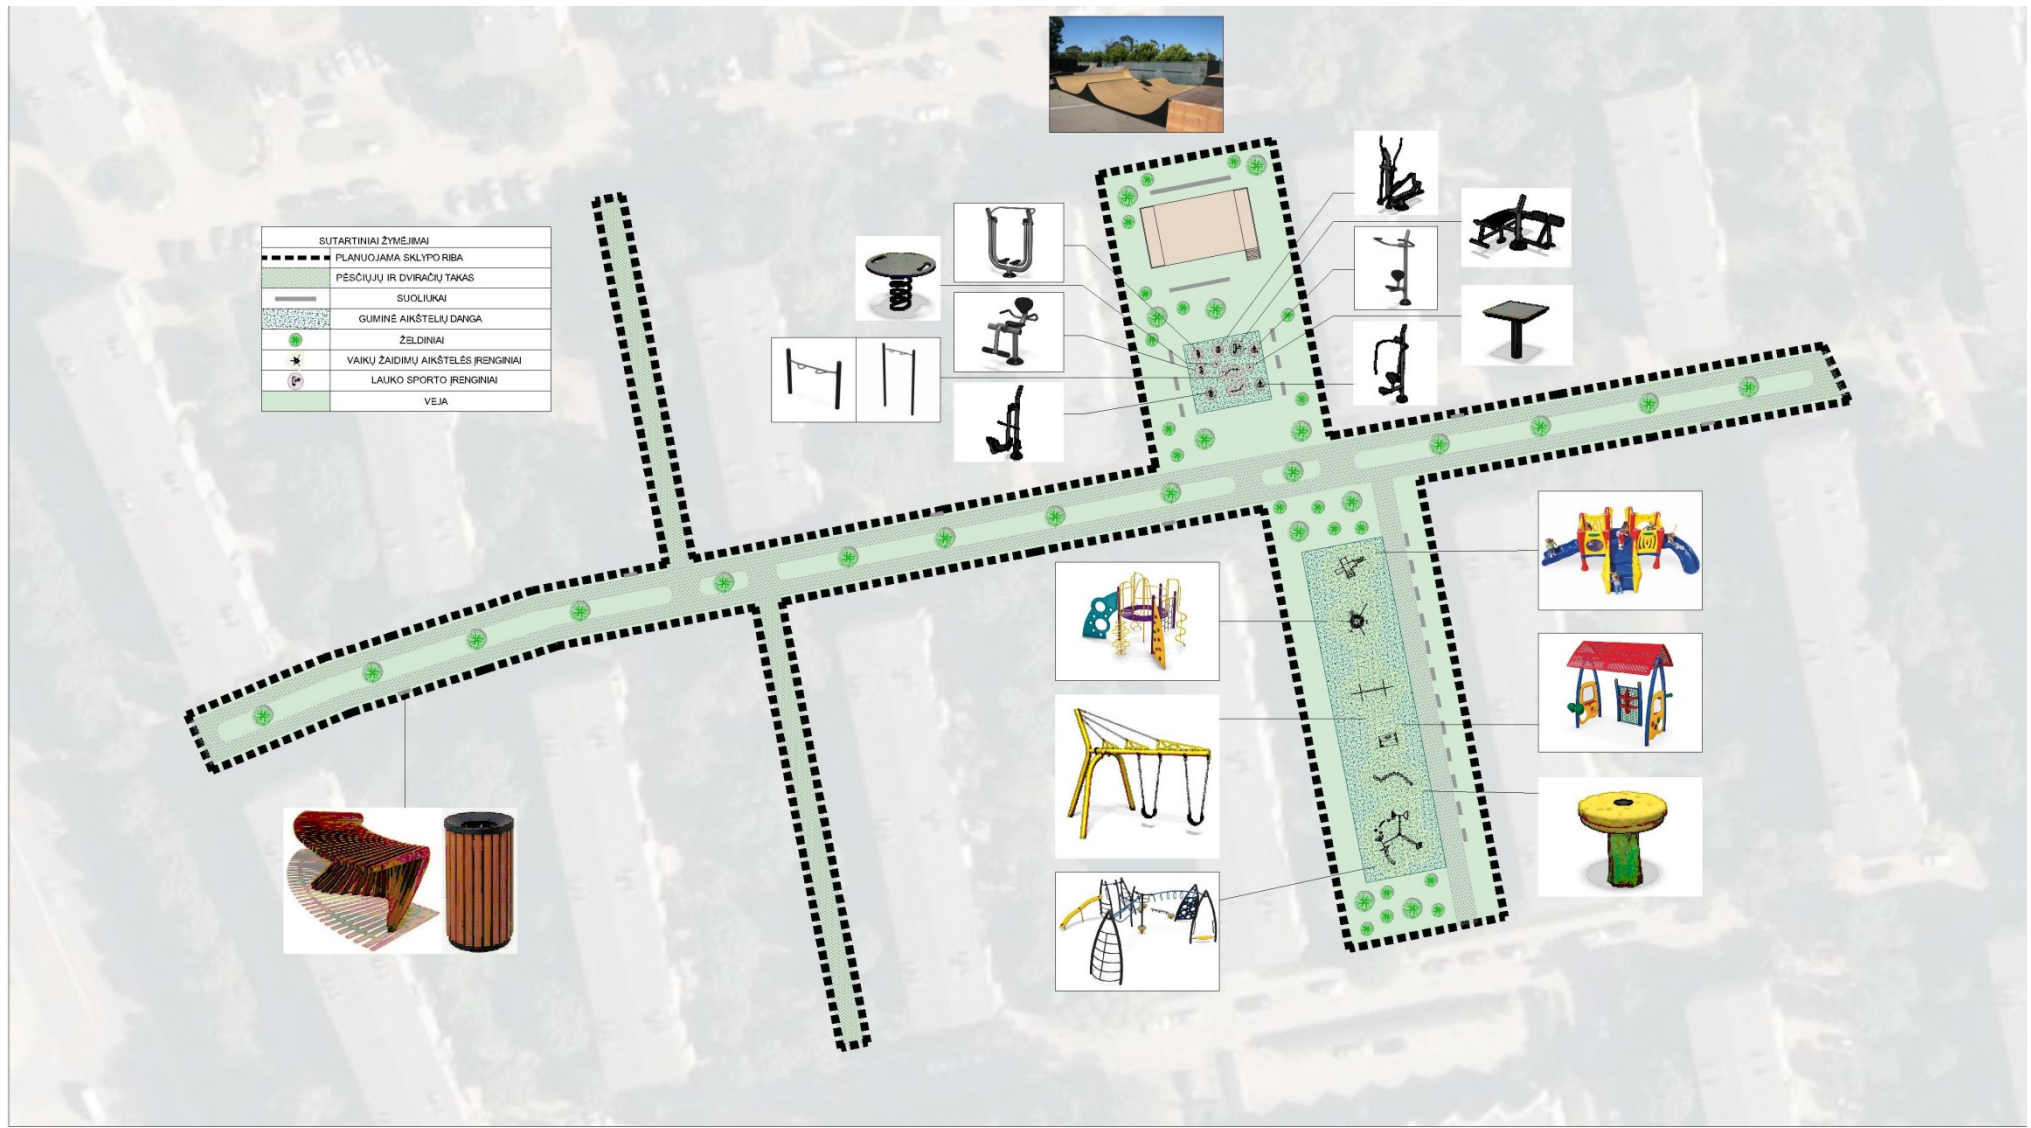 SUTARTINIAI ŽYMĖJIMAI
PLANUOJAMA SKLYPO RIBA
PĖSČIŲJŲ IR DVIRAČIŲ TAKAS
SUOLIUKAI
GUMINĖ AIKŠTELIŲ DANGA
ŽELDINIAI
VAIKŲ ŽAIDIMŲ AIKŠTELĖS ĮRENGINIAI
LAUKO SPORTO ĮRENGINIAI
VEJA